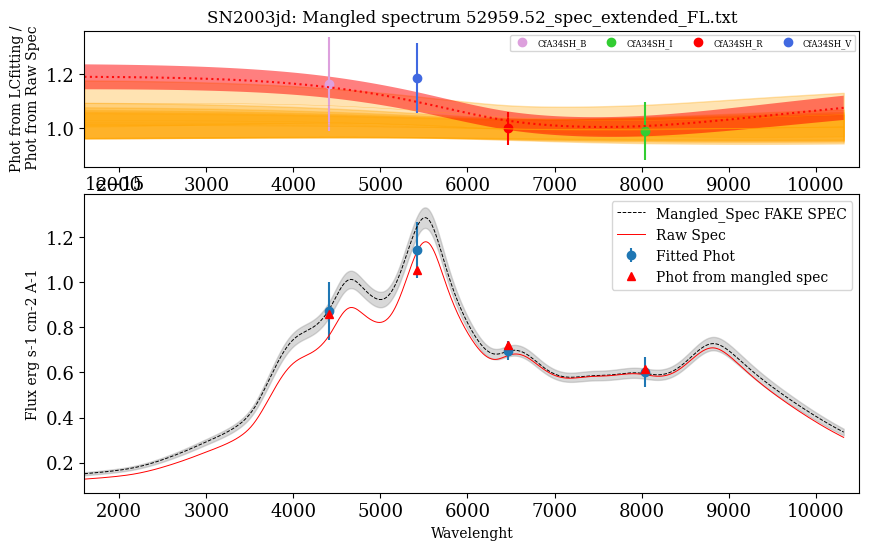 SN2003jd: Mangled spectrum 52959.52_spec_extended_FL.txt
Phot from LCfitting /
Phot from Raw Spec
CfA34SH_B CfA34SH_I CfA34SH_R CfA34SH_V
1.2
1.0
2000 3000 4000 5000 6000 7000 8000 9000 10000
1e−15
Flux erg s-1 cm-2 A-1
Mangled_Spec FAKE SPEC
Raw Spec
Fitted Phot
Phot from mangled spec
1.2
1.0
0.8
0.6
0.4
0.2
2000 3000 4000 5000 6000 7000 8000 9000 10000
Wavelenght